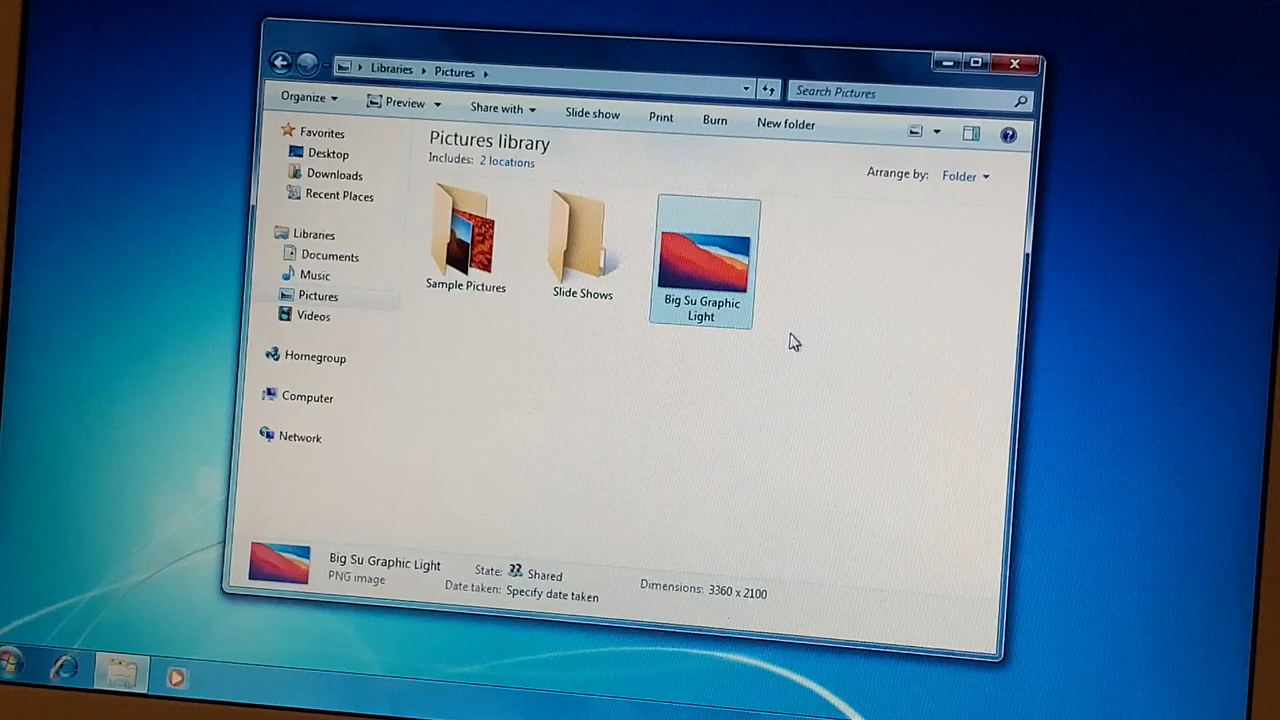 Libraries Pictures
Search Pictures
Organize Preview Share with Slide show Print Burn New folder
Pictures library
Includes: 2 locations
Arrange by: Folder
Favorites
Desktop
Downloads
Recent Places
Libraries
Documents
Music
Pictures
Videos
Homegroup
Computer
Network
Sample Pictures
Slide Shows
Big Su Graphic
Light
Big Su Graphic Light
PNG image
State: Shared
Date taken: Specify date taken
Dimensions: 3360 x 2100